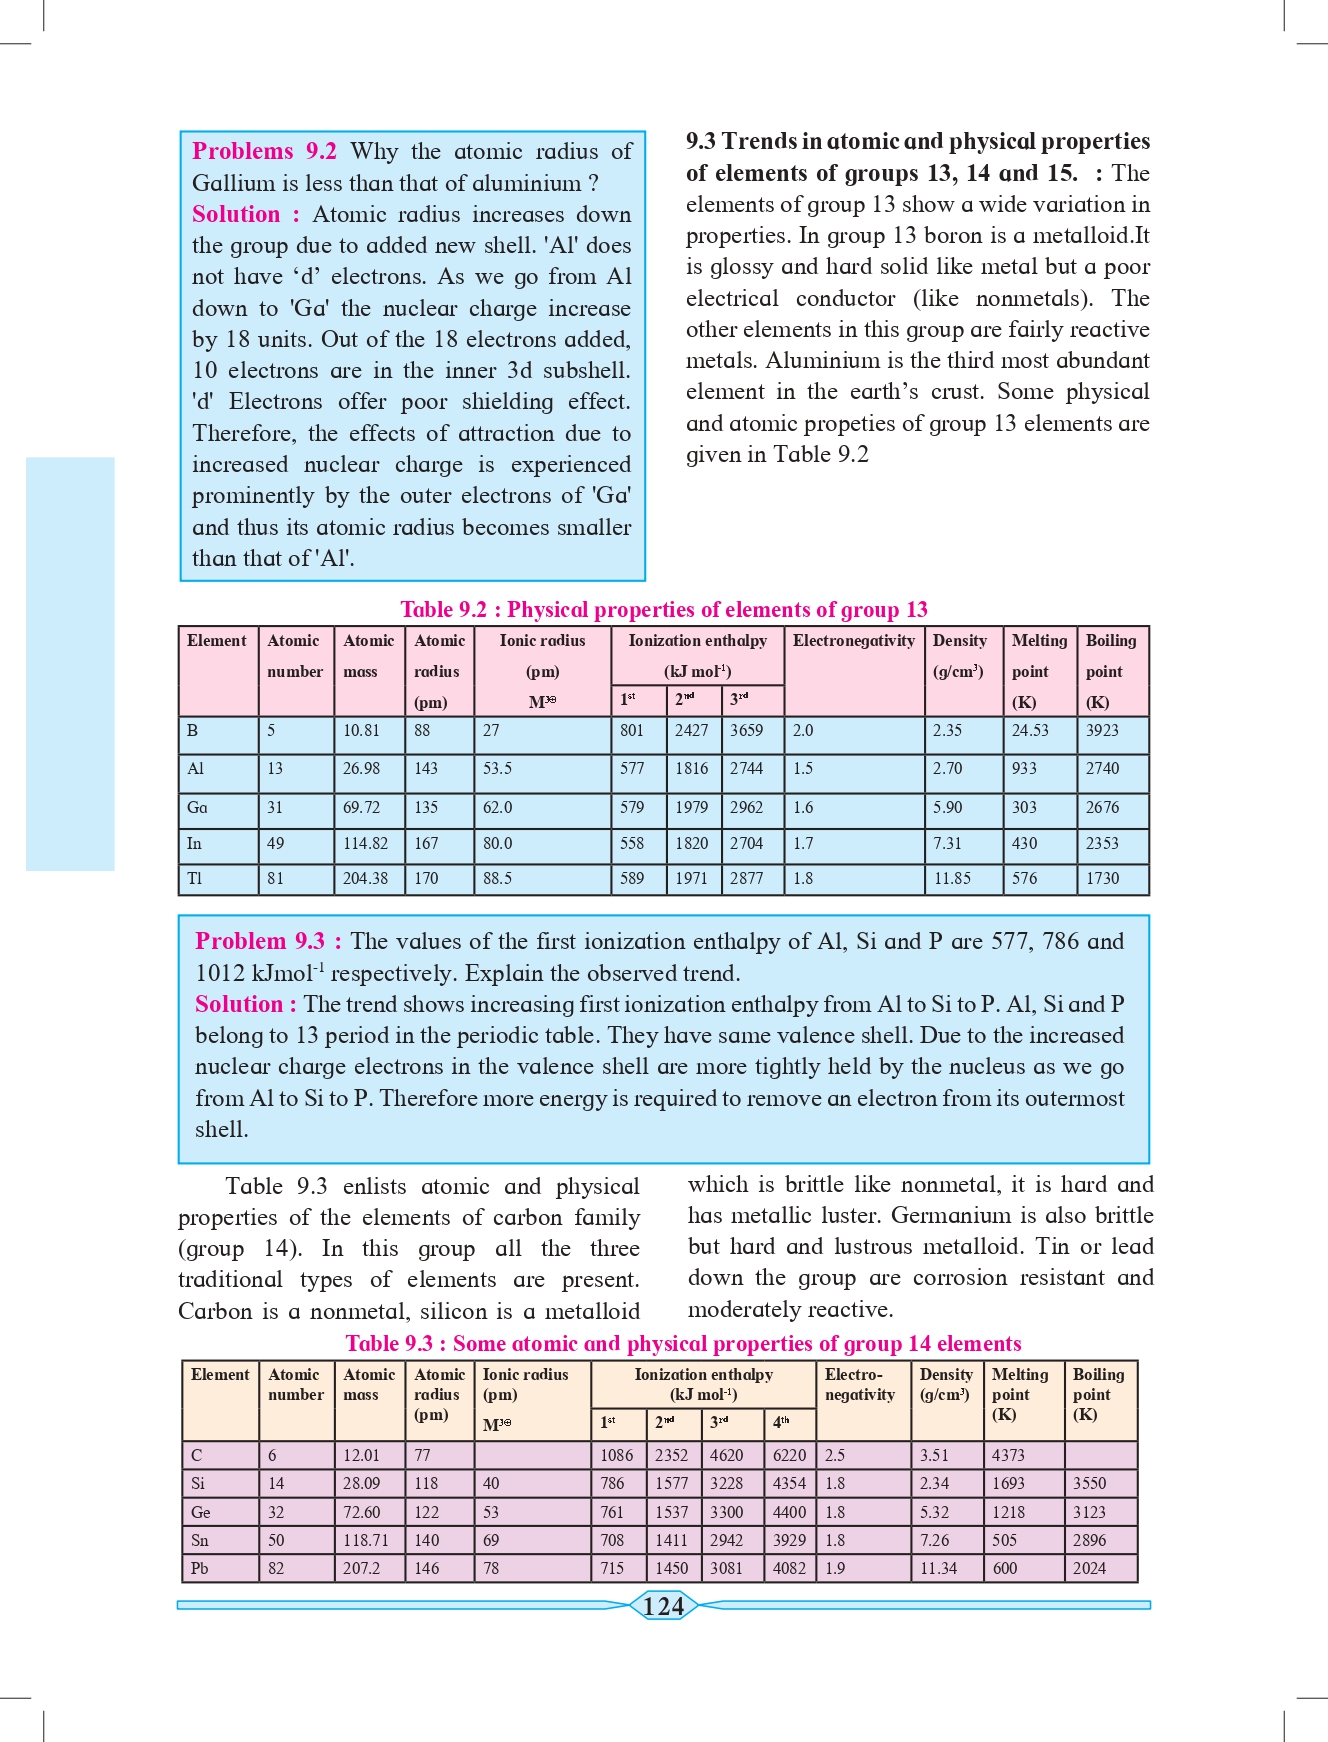 Problems 9.2 Why the atomic radius of
Gallium is less than that of aluminium ?
Solution : Atomic radius increases down
the group due to added new shell. 'Al' does
not have ‘d’ electrons. As we go from Al
down to 'Ga' the nuclear charge increase
by 18 units. Out of the 18 electrons added,
10 electrons are in the inner 3d subshell.
'd' Electrons offer poor shielding effect.
Therefore, the effects of attraction due to
increased nuclear charge is experienced
prominently by the outer electrons of 'Ga'
and thus its atomic radius becomes smaller
than that of 'Al'.
9.3 Trends in atomic and physical properties
of elements of groups 13, 14 and 15. : The
elements of group 13 show a wide variation in
properties. In group 13 boron is a metalloid.It
is glossy and hard solid like metal but a poor
electrical conductor (like nonmetals). The
other elements in this group are fairly reactive
metals. Aluminium is the third most abundant
element in the earth’s crust. Some physical
and atomic propeties of group 13 elements are
given in Table 9.2
Table 9.2 : Physical properties of elements of group 13
Element Atomic Atomic Atomic Ionic radius Ionization enthalpy Electronegativity Density Melting Boiling
number mass radius (pm) (kJ mol⁻¹) (g/cm³) point point
(pm) M³⊕ 1st 2nd 3rd (K) (K)
B 5 10.81 88 27 801 2427 3659 2.0 2.35 24.53 3923
Al 13 26.98 143 53.5 577 1816 2744 1.5 2.70 933 2740
Ga 31 69.72 135 62.0 579 1979 2962 1.6 5.90 303 2676
In 49 114.82 167 80.0 558 1820 2704 1.7 7.31 430 2353
Tl 81 204.38 170 88.5 589 1971 2877 1.8 11.85 576 1730
Problem 9.3 : The values of the first ionization enthalpy of Al, Si and P are 577, 786 and
1012 kJmol⁻¹ respectively. Explain the observed trend.
Solution : The trend shows increasing first ionization enthalpy from Al to Si to P. Al, Si and P
belong to 13 period in the periodic table. They have same valence shell. Due to the increased
nuclear charge electrons in the valence shell are more tightly held by the nucleus as we go
from Al to Si to P. Therefore more energy is required to remove an electron from its outermost
shell.
Table 9.3 enlists atomic and physical
properties of the elements of carbon family
(group 14). In this group all the three
traditional types of elements are present.
Carbon is a nonmetal, silicon is a metalloid
which is brittle like nonmetal, it is hard and
has metallic luster. Germanium is also brittle
but hard and lustrous metalloid. Tin or lead
down the group are corrosion resistant and
moderately reactive.
Table 9.3 : Some atomic and physical properties of group 14 elements
Element Atomic Atomic Atomic Ionic radius Ionization enthalpy Electro- Density Melting Boiling
number mass radius (pm) (kJ mol⁻¹) negativity (g/cm³) point point
(pm) M³⊕ 1st 2nd 3rd 4th (K) (K)
C 6 12.01 77 1086 2352 4620 6220 2.5 3.51 4373
Si 14 28.09 118 40 786 1577 3228 4354 1.8 2.34 1693 3550
Ge 32 72.60 122 53 761 1537 3300 4400 1.8 5.32 1218 3123
Sn 50 118.71 140 69 708 1411 2942 3929 1.8 7.26 505 2896
Pb 82 207.2 146 78 715 1450 3081 4082 1.9 11.34 600 2024
124